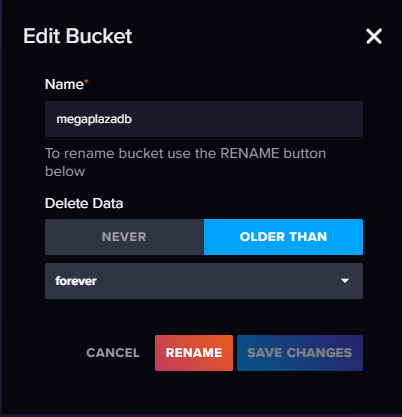 Edit Bucket
Name*
megaplazadb
To rename bucket use the RENAME button
below
Delete Data
NEVER
OLDER THAN
forever
CANCEL
RENAME
SAVE CHANGES